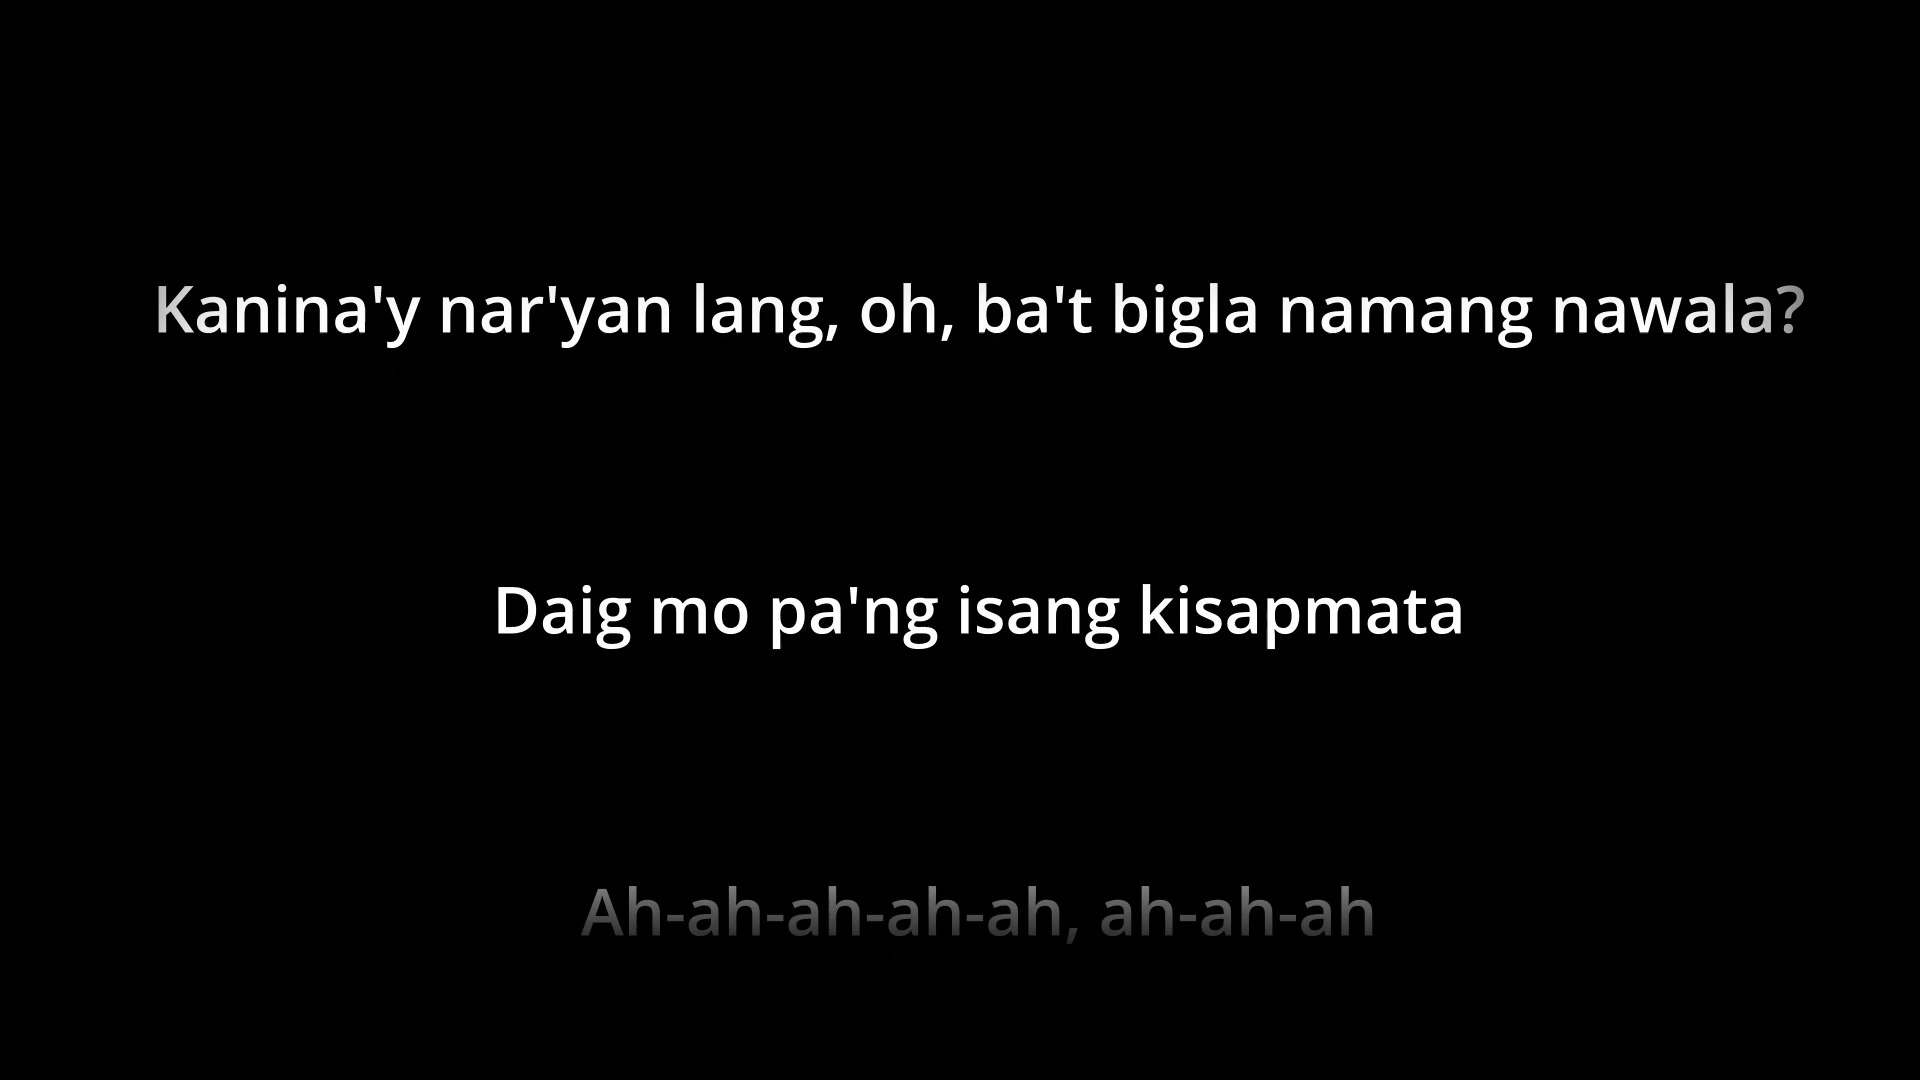 Kanina'y nar'yan lang, oh, ba't bigla namang nawala?
Daig mo pa'ng isang kisapmata
Ah-ah-ah-ah-ah, ah-ah-ah